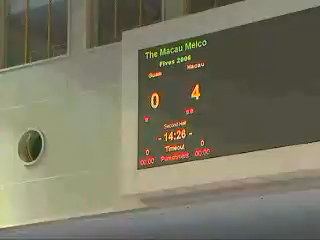 The Macau Melco
Fives 2006
Guam Macau
0 4
Second Half
- 14:26 -
0 Timeout 0
00:00 Punishment 00:00